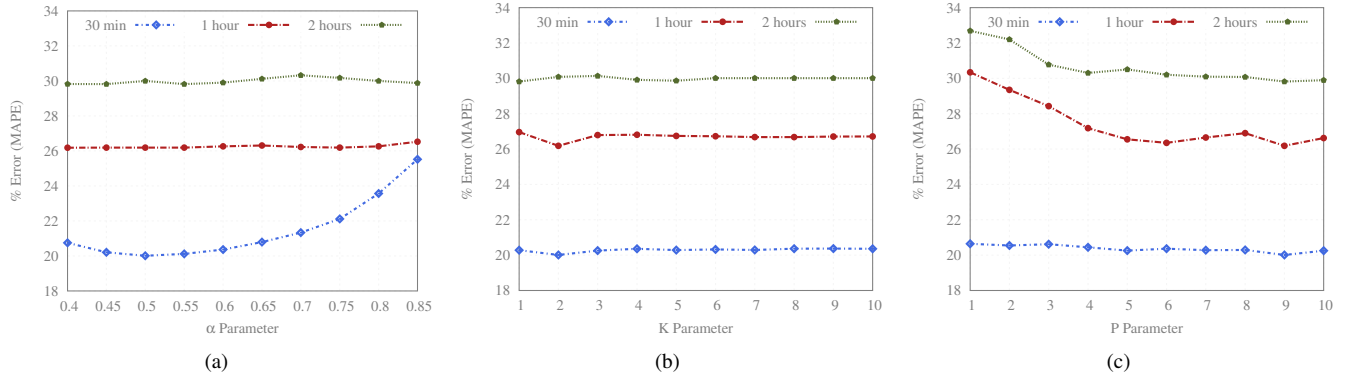 34
32
30
28
26
24
22
20
18
% Error (MAPE)
30 min 1 hour 2 hours
0.4 0.45 0.5 0.55 0.6 0.65 0.7 0.75 0.8 0.85
α Parameter
(a)
34
32
30
28
26
24
22
20
18
% Error (MAPE)
30 min 1 hour 2 hours
1 2 3 4 5 6 7 8 9 10
K Parameter
(b)
34
32
30
28
26
24
22
20
18
% Error (MAPE)
30 min 1 hour 2 hours
1 2 3 4 5 6 7 8 9 10
P Parameter
(c)